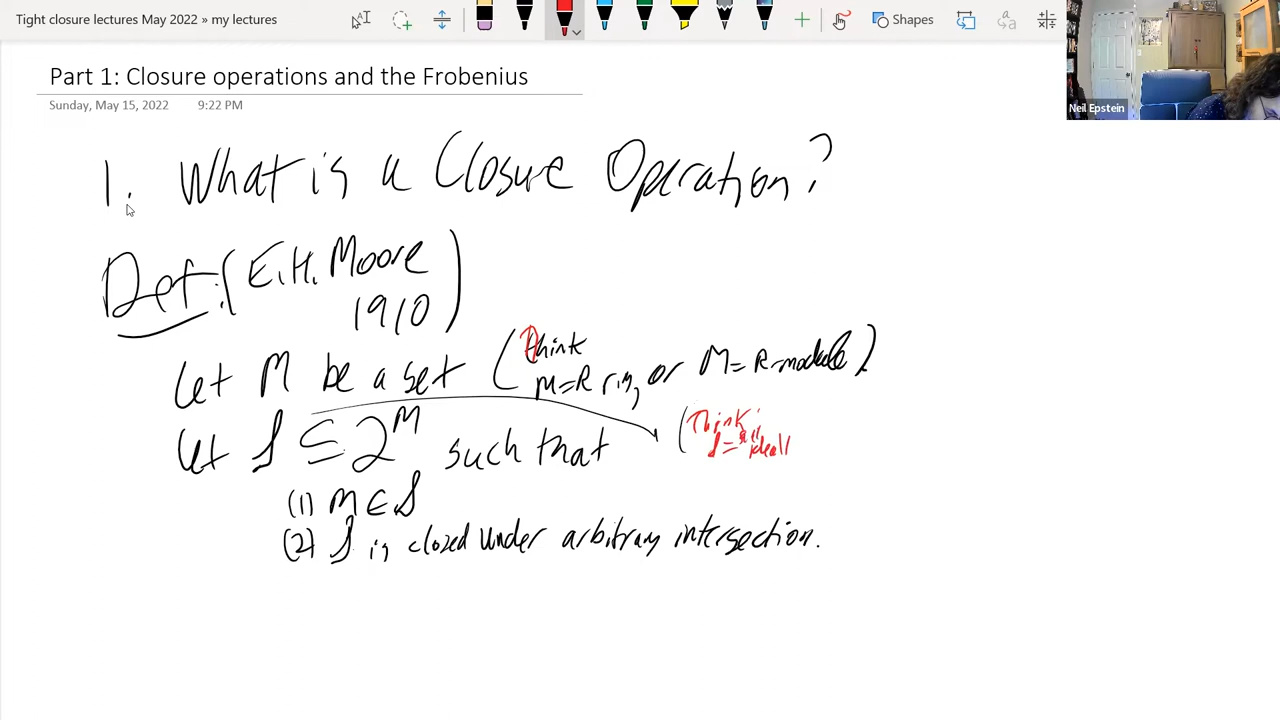 Tight closure lectures May 2022 » my lectures
Shapes
Neil Epstein
Part 1: Closure operations and the Frobenius
Sunday, May 15, 2022 9:22 PM
1. What is a Closure Operation?
Def: (E.H. Moore
1910)
Let M be a set (Think
M=R ring, or M=R-module)
Let S ⊆ 2^M such that
(Think:
ideals
(1) M ∈ S
(2) S is closed under arbitrary intersection.